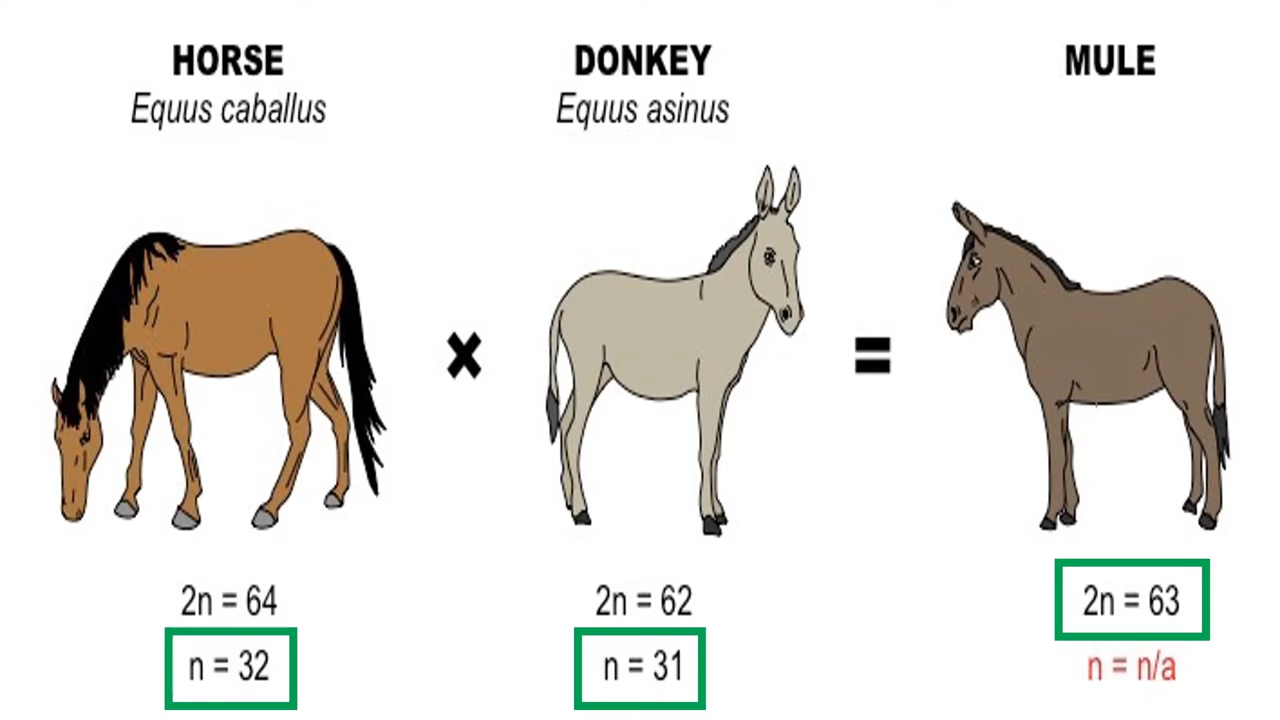 HORSE
Equus caballus
DONKEY
Equus asinus
MULE
×
=
2n = 64
n = 32
2n = 62
n = 31
2n = 63
n = n/a